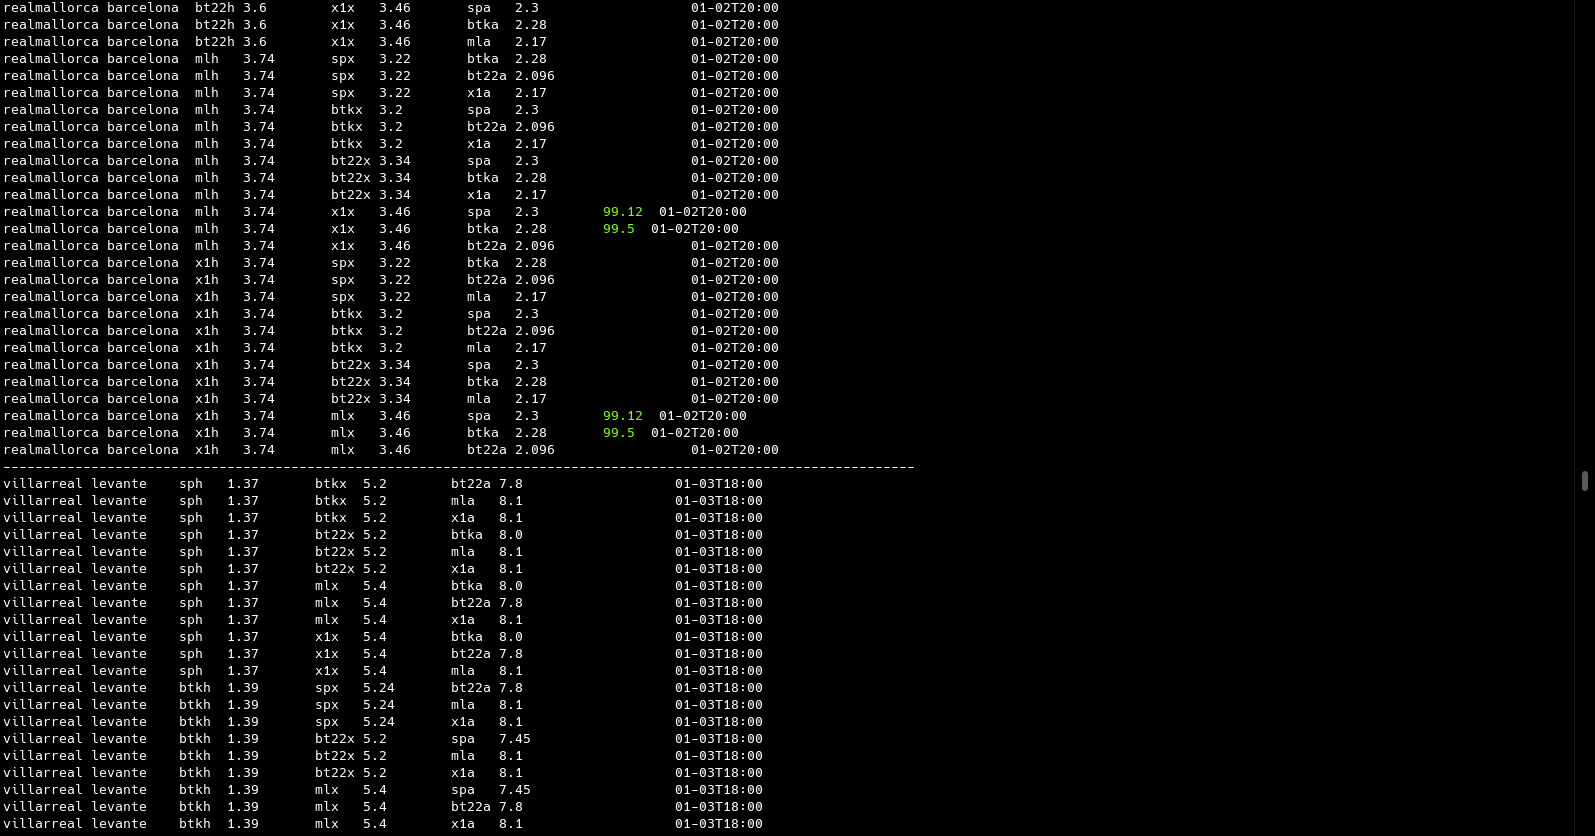 realmallorca barcelona  bt22h 3.6        x1x   3.46       spa   2.3                   01-02T20:00
realmallorca barcelona  bt22h 3.6        x1x   3.46       btka  2.28                  01-02T20:00
realmallorca barcelona  bt22h 3.6        x1x   3.46       mla   2.17                  01-02T20:00
realmallorca barcelona  mlh   3.74       spx   3.22       btka  2.28                  01-02T20:00
realmallorca barcelona  mlh   3.74       spx   3.22       bt22a 2.096                 01-02T20:00
realmallorca barcelona  mlh   3.74       spx   3.22       x1a   2.17                  01-02T20:00
realmallorca barcelona  mlh   3.74       btkx  3.2        spa   2.3                   01-02T20:00
realmallorca barcelona  mlh   3.74       btkx  3.2        bt22a 2.096                 01-02T20:00
realmallorca barcelona  mlh   3.74       btkx  3.2        x1a   2.17                  01-02T20:00
realmallorca barcelona  mlh   3.74       bt22x 3.34       spa   2.3                   01-02T20:00
realmallorca barcelona  mlh   3.74       bt22x 3.34       btka  2.28                  01-02T20:00
realmallorca barcelona  mlh   3.74       bt22x 3.34       x1a   2.17                  01-02T20:00
realmallorca barcelona  mlh   3.74       x1x   3.46       spa   2.3        99.12  01-02T20:00
realmallorca barcelona  mlh   3.74       x1x   3.46       btka  2.28       99.5  01-02T20:00
realmallorca barcelona  mlh   3.74       x1x   3.46       bt22a 2.096                 01-02T20:00
realmallorca barcelona  x1h   3.74       spx   3.22       btka  2.28                  01-02T20:00
realmallorca barcelona  x1h   3.74       spx   3.22       bt22a 2.096                 01-02T20:00
realmallorca barcelona  x1h   3.74       spx   3.22       mla   2.17                  01-02T20:00
realmallorca barcelona  x1h   3.74       btkx  3.2        spa   2.3                   01-02T20:00
realmallorca barcelona  x1h   3.74       btkx  3.2        bt22a 2.096                 01-02T20:00
realmallorca barcelona  x1h   3.74       btkx  3.2        mla   2.17                  01-02T20:00
realmallorca barcelona  x1h   3.74       bt22x 3.34       spa   2.3                   01-02T20:00
realmallorca barcelona  x1h   3.74       bt22x 3.34       btka  2.28                  01-02T20:00
realmallorca barcelona  x1h   3.74       bt22x 3.34       mla   2.17                  01-02T20:00
realmallorca barcelona  x1h   3.74       mlx   3.46       spa   2.3        99.12  01-02T20:00
realmallorca barcelona  x1h   3.74       mlx   3.46       btka  2.28       99.5  01-02T20:00
realmallorca barcelona  x1h   3.74       mlx   3.46       bt22a 2.096                 01-02T20:00
------------------------------------------------------------------------------------------------------------------
villarreal levante    sph   1.37       btkx  5.2        bt22a 7.8                   01-03T18:00
villarreal levante    sph   1.37       btkx  5.2        mla   8.1                   01-03T18:00
villarreal levante    sph   1.37       btkx  5.2        x1a   8.1                   01-03T18:00
villarreal levante    sph   1.37       bt22x 5.2        btka  8.0                   01-03T18:00
villarreal levante    sph   1.37       bt22x 5.2        mla   8.1                   01-03T18:00
villarreal levante    sph   1.37       bt22x 5.2        x1a   8.1                   01-03T18:00
villarreal levante    sph   1.37       mlx   5.4        btka  8.0                   01-03T18:00
villarreal levante    sph   1.37       mlx   5.4        bt22a 7.8                   01-03T18:00
villarreal levante    sph   1.37       mlx   5.4        x1a   8.1                   01-03T18:00
villarreal levante    sph   1.37       x1x   5.4        btka  8.0                   01-03T18:00
villarreal levante    sph   1.37       x1x   5.4        bt22a 7.8                   01-03T18:00
villarreal levante    sph   1.37       x1x   5.4        mla   8.1                   01-03T18:00
villarreal levante    btkh  1.39       spx   5.24       bt22a 7.8                   01-03T18:00
villarreal levante    btkh  1.39       spx   5.24       mla   8.1                   01-03T18:00
villarreal levante    btkh  1.39       spx   5.24       x1a   8.1                   01-03T18:00
villarreal levante    btkh  1.39       bt22x 5.2        spa   7.45                  01-03T18:00
villarreal levante    btkh  1.39       bt22x 5.2        mla   8.1                   01-03T18:00
villarreal levante    btkh  1.39       bt22x 5.2        x1a   8.1                   01-03T18:00
villarreal levante    btkh  1.39       mlx   5.4        spa   7.45                  01-03T18:00
villarreal levante    btkh  1.39       mlx   5.4        bt22a 7.8                   01-03T18:00
villarreal levante    btkh  1.39       mlx   5.4        x1a   8.1                   01-03T18:00